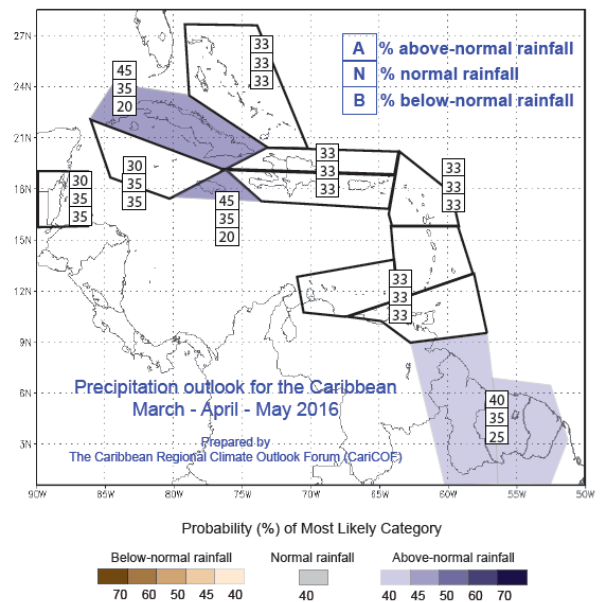 27N
24N
21N
18N
15N
12N
9N
6N
3N
A % above-normal rainfall
N % normal rainfall
B % below-normal rainfall
33
33
33
45
35
20
33
33
33
30
35
35
30
35
35
45
35
20
33
33
33
33
33
33
40
35
25
Precipitation outlook for the Caribbean
March - April - May 2016
Prepared by
The Caribbean Regional Climate Outlook Forum (CariCOF)
90W 85W 80W 75W 70W 65W 60W 55W 50W
Probability (%) of Most Likely Category
Below-normal rainfall Normal rainfall Above-normal rainfall
70 60 50 45 40 40 40 45 50 60 70